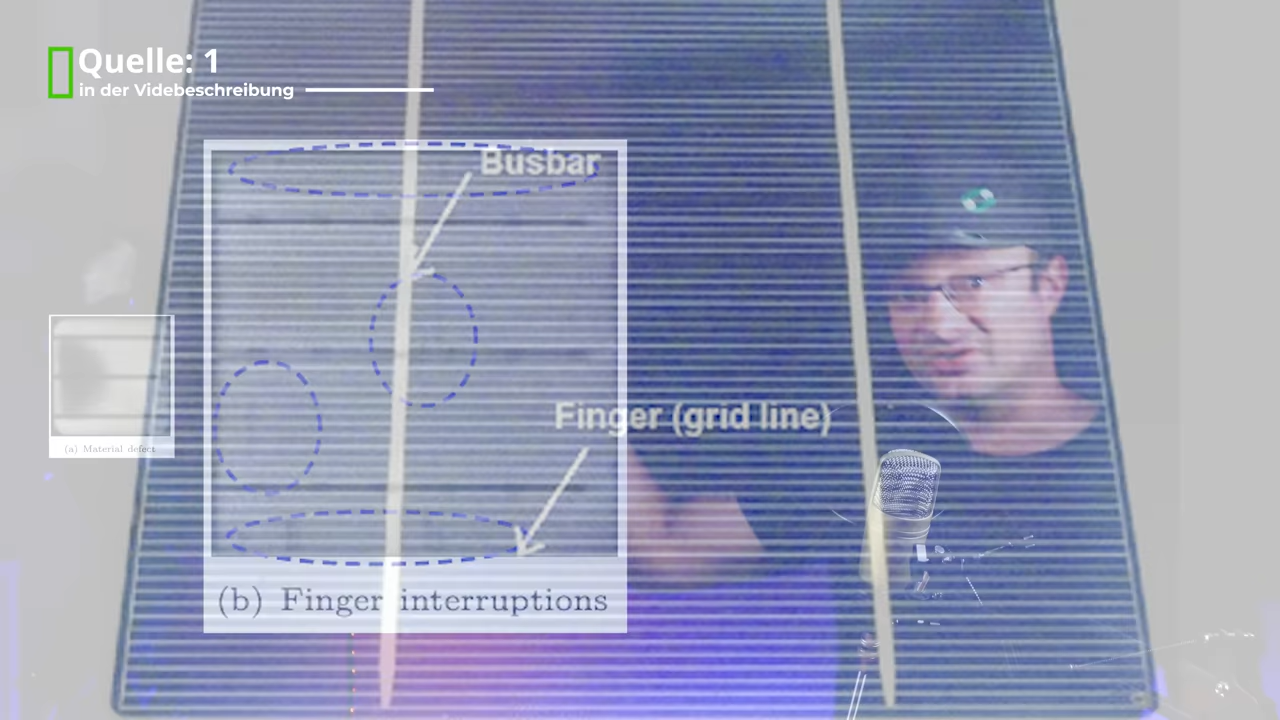 Quelle: 1
in der Videbeschreibung
Busbar
Finger (grid line)
(a) Material defect
(b) Finger interruptions